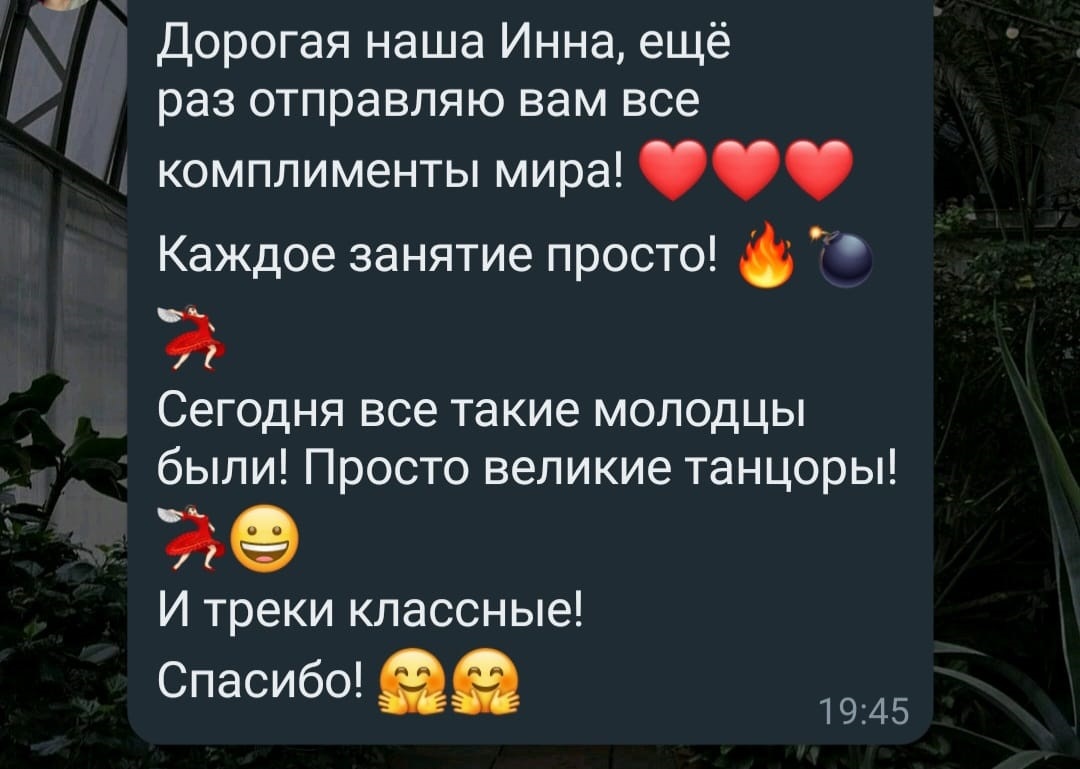 Дорогая наша Инна, ещё
раз отправляю вам все
комплименты мира! ❤️❤️❤️
Каждое занятие просто! 🔥💣
💃
Сегодня все такие молодцы
были! Просто великие танцоры!
💃😀
И треки классные!
Спасибо! 🤗🤗
19:45